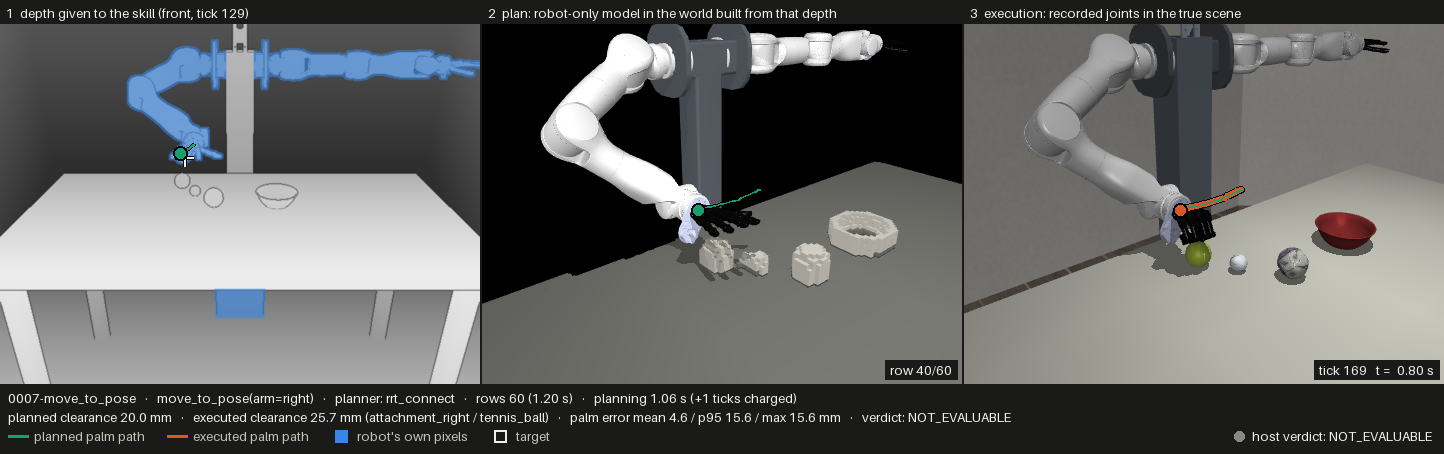 1 depth given to the skill (front, tick 129)
2 plan: robot-only model in the world built from that depth
3 execution: recorded joints in the true scene
row 40/60
tick 169 t = 0.80 s
0007-move_to_pose · move_to_pose(arm=right) · planner: rrt_connect · rows 60 (1.20 s) · planning 1.06 s (+1 ticks charged)
planned clearance 20.0 mm · executed clearance 25.7 mm (attachment_right / tennis_ball) · palm error mean 4.6 / p95 15.6 / max 15.6 mm · verdict: NOT_EVALUABLE
planned palm path executed palm path robot's own pixels target host verdict: NOT_EVALUABLE